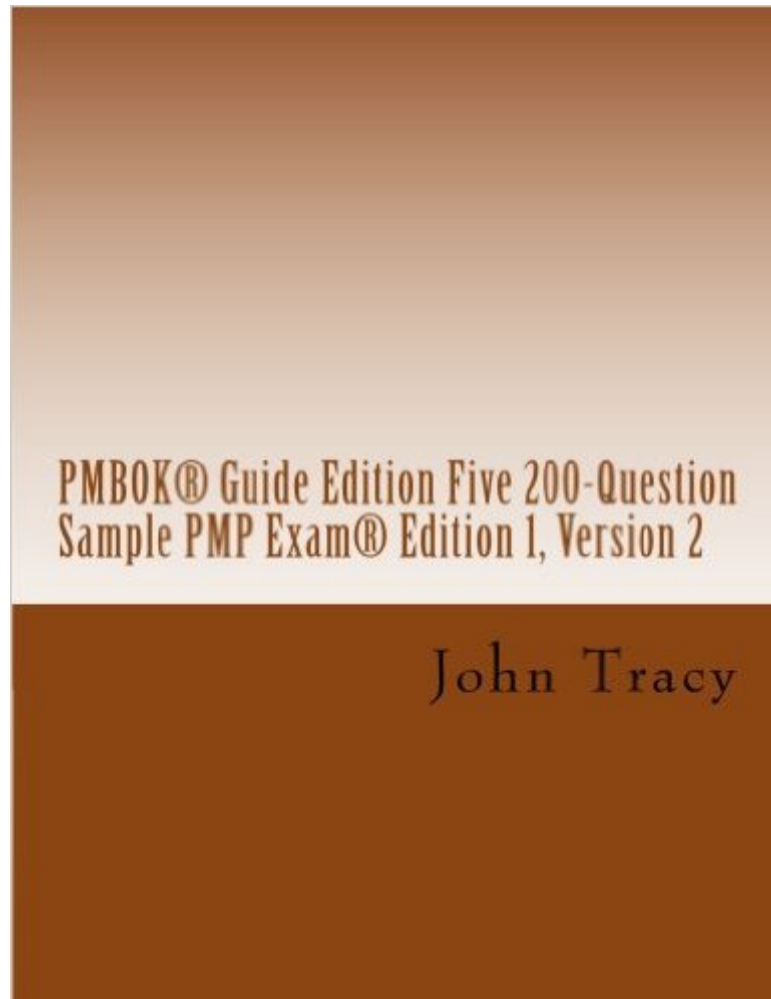 PMBOK® Guide Edition Five 200-Question
Sample PMP Exam® Edition 1, Version 2
John Tracy